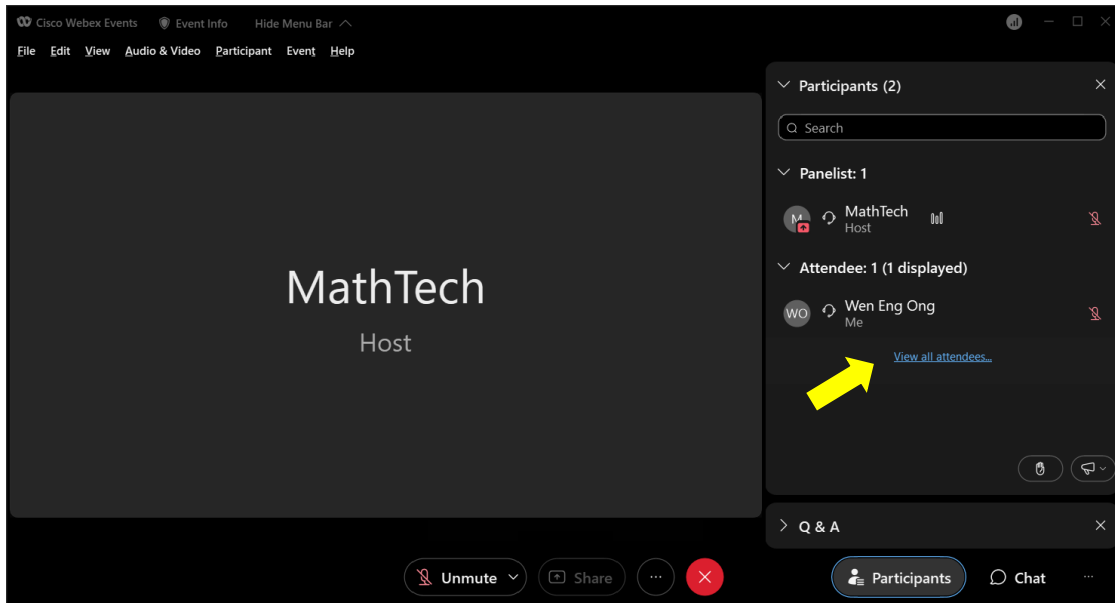 Cisco Webex Events Event Info Hide Menu Bar
File Edit View Audio & Video Participant Event Help
Participants (2)
Search
Panelist: 1
M MathTech
Host
Attendee: 1 (1 displayed)
WO Wen Eng Ong
Me
View all attendees...
MathTech
Host
Q & A
Unmute Share ... Participants Chat ...